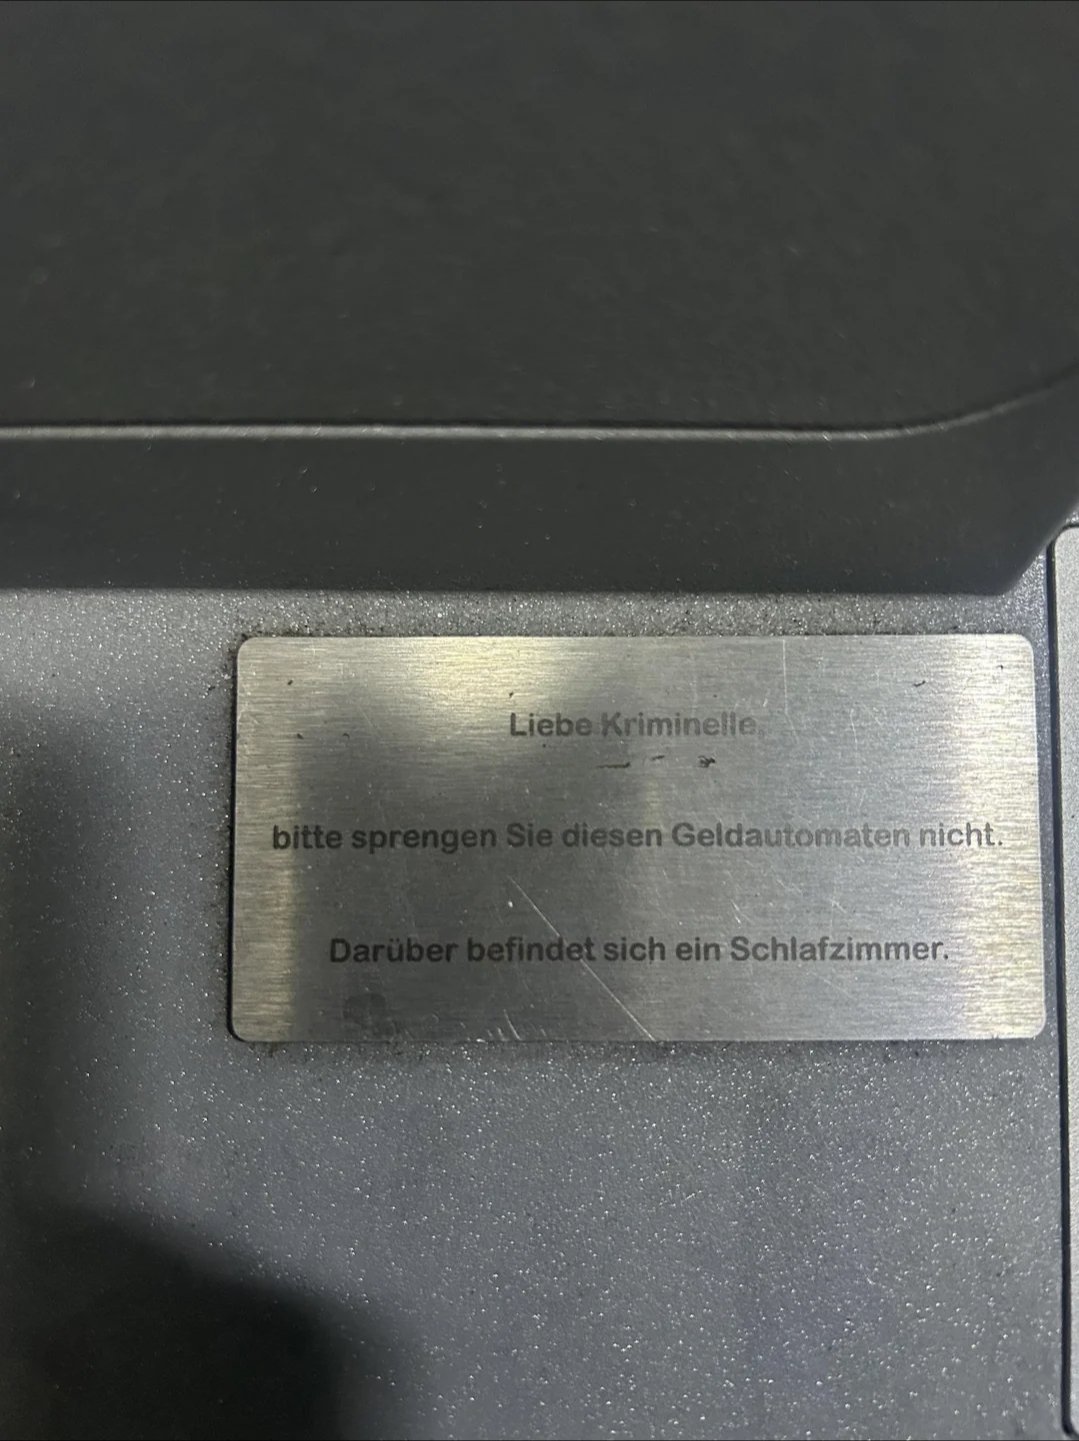 Liebe Kriminelle,
bitte sprengen Sie diesen Geldautomaten nicht.
Darüber befindet sich ein Schlafzimmer.